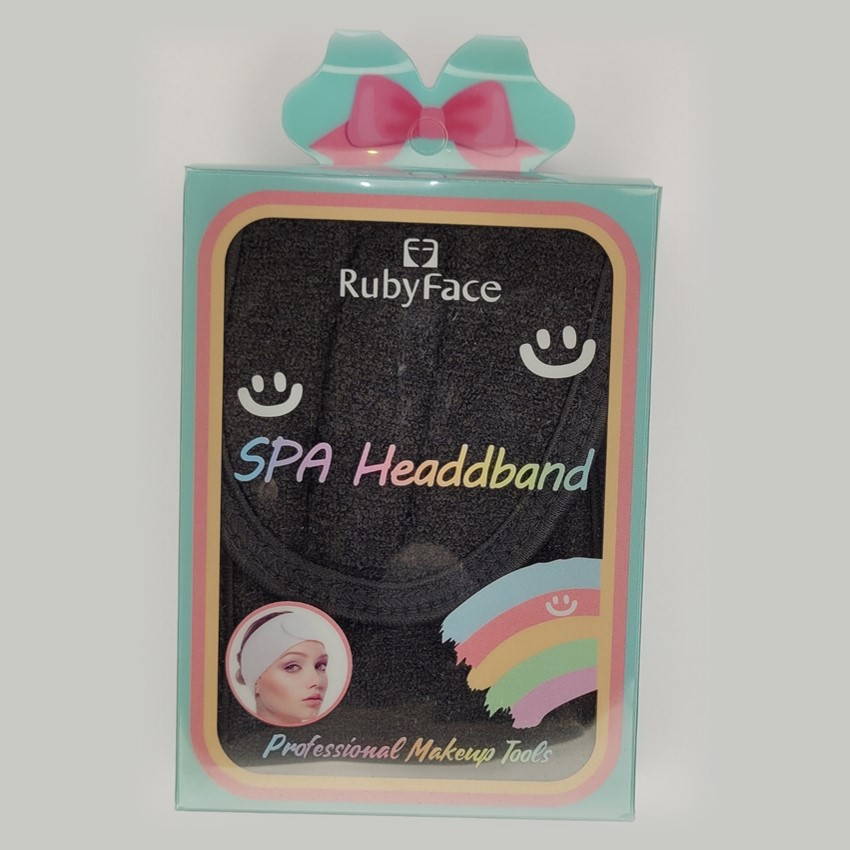 RubyFace
SPA Headdband
Professional Makeup Tools